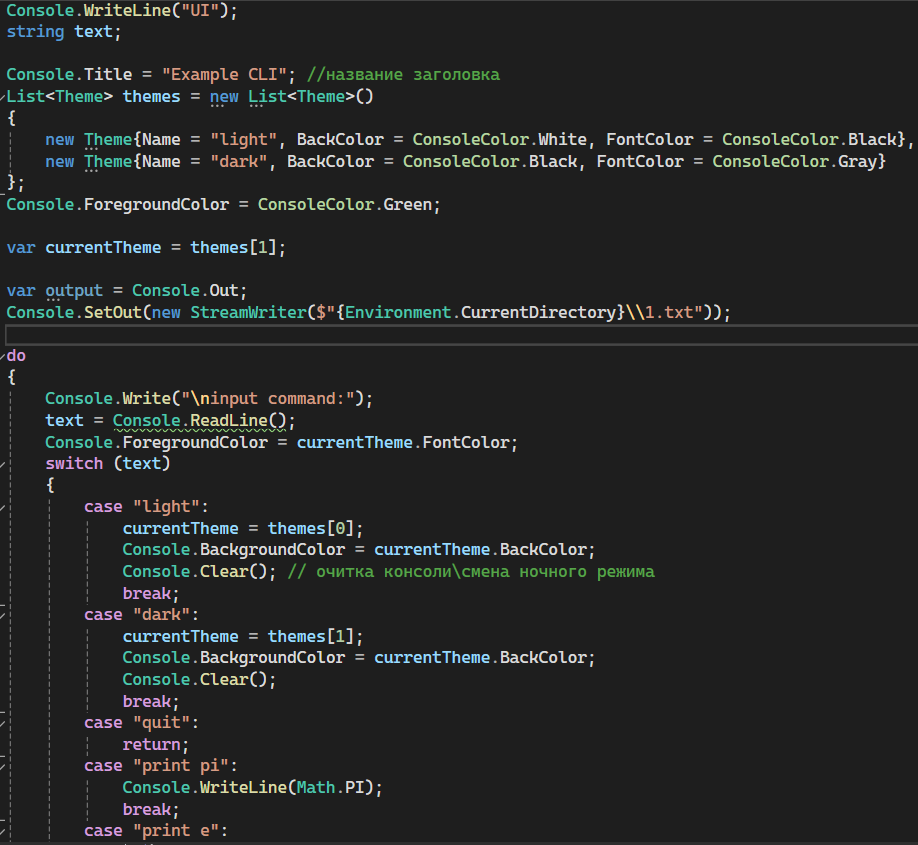 Console.WriteLine("UI");
string text;
Console.Title = "Example CLI"; //название заголовка
List<Theme> themes = new List<Theme>()
{
new Theme{Name = "light", BackColor = ConsoleColor.White, FontColor = ConsoleColor.Black},
new Theme{Name = "dark", BackColor = ConsoleColor.Black, FontColor = ConsoleColor.Gray}
};
Console.ForegroundColor = ConsoleColor.Green;
var currentTheme = themes[1];
var output = Console.Out;
Console.SetOut(new StreamWriter($"{Environment.CurrentDirectory}\\1.txt"));
do
{
Console.Write("\ninput command:");
text = Console.ReadLine();
Console.ForegroundColor = currentTheme.FontColor;
switch (text)
{
case "light":
currentTheme = themes[0];
Console.BackgroundColor = currentTheme.BackColor;
Console.Clear(); // очитка консоли\смена ночного режима
break;
case "dark":
currentTheme = themes[1];
Console.BackgroundColor = currentTheme.BackColor;
Console.Clear();
break;
case "quit":
return;
case "print pi":
Console.WriteLine(Math.PI);
break;
case "print e":